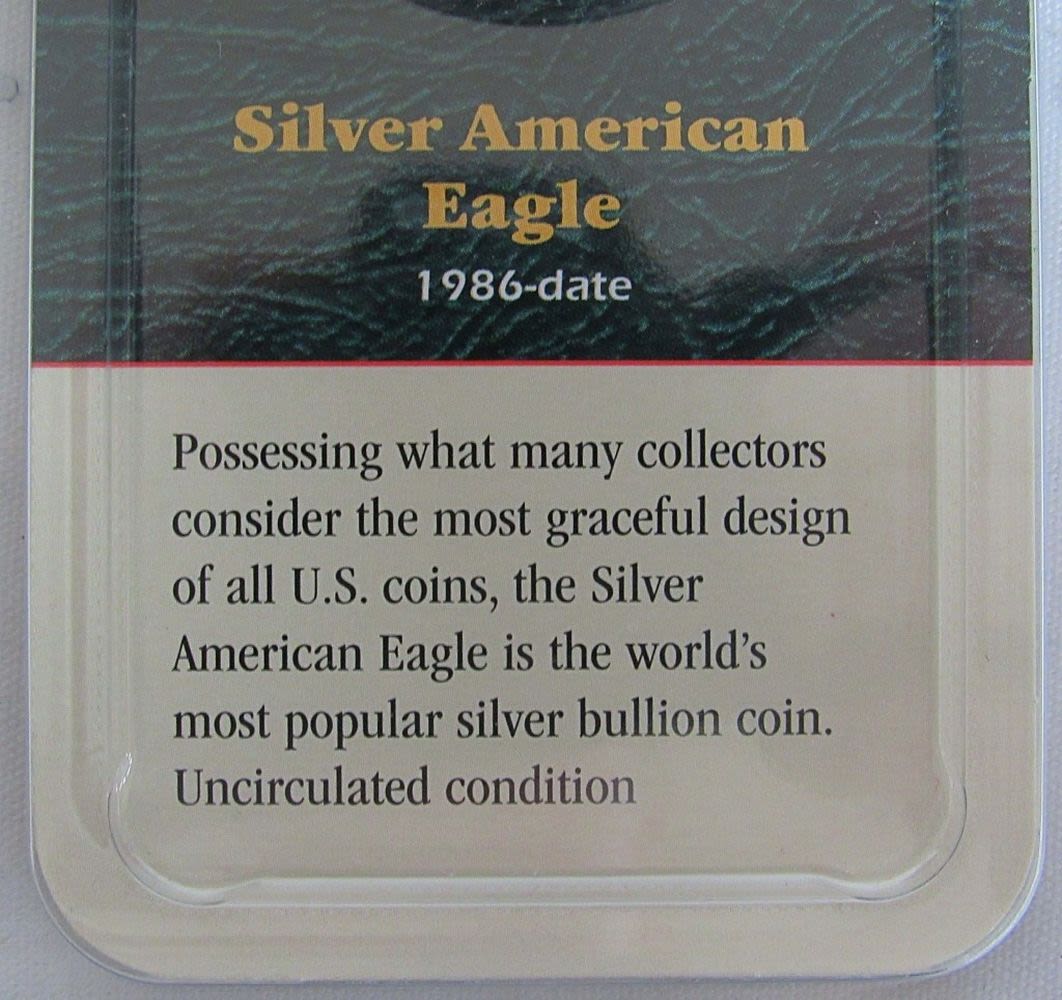 Silver American
Eagle
1986-date
Possessing what many collectors
consider the most graceful design
of all U.S. coins, the Silver
American Eagle is the world's
most popular silver bullion coin.
Uncirculated condition